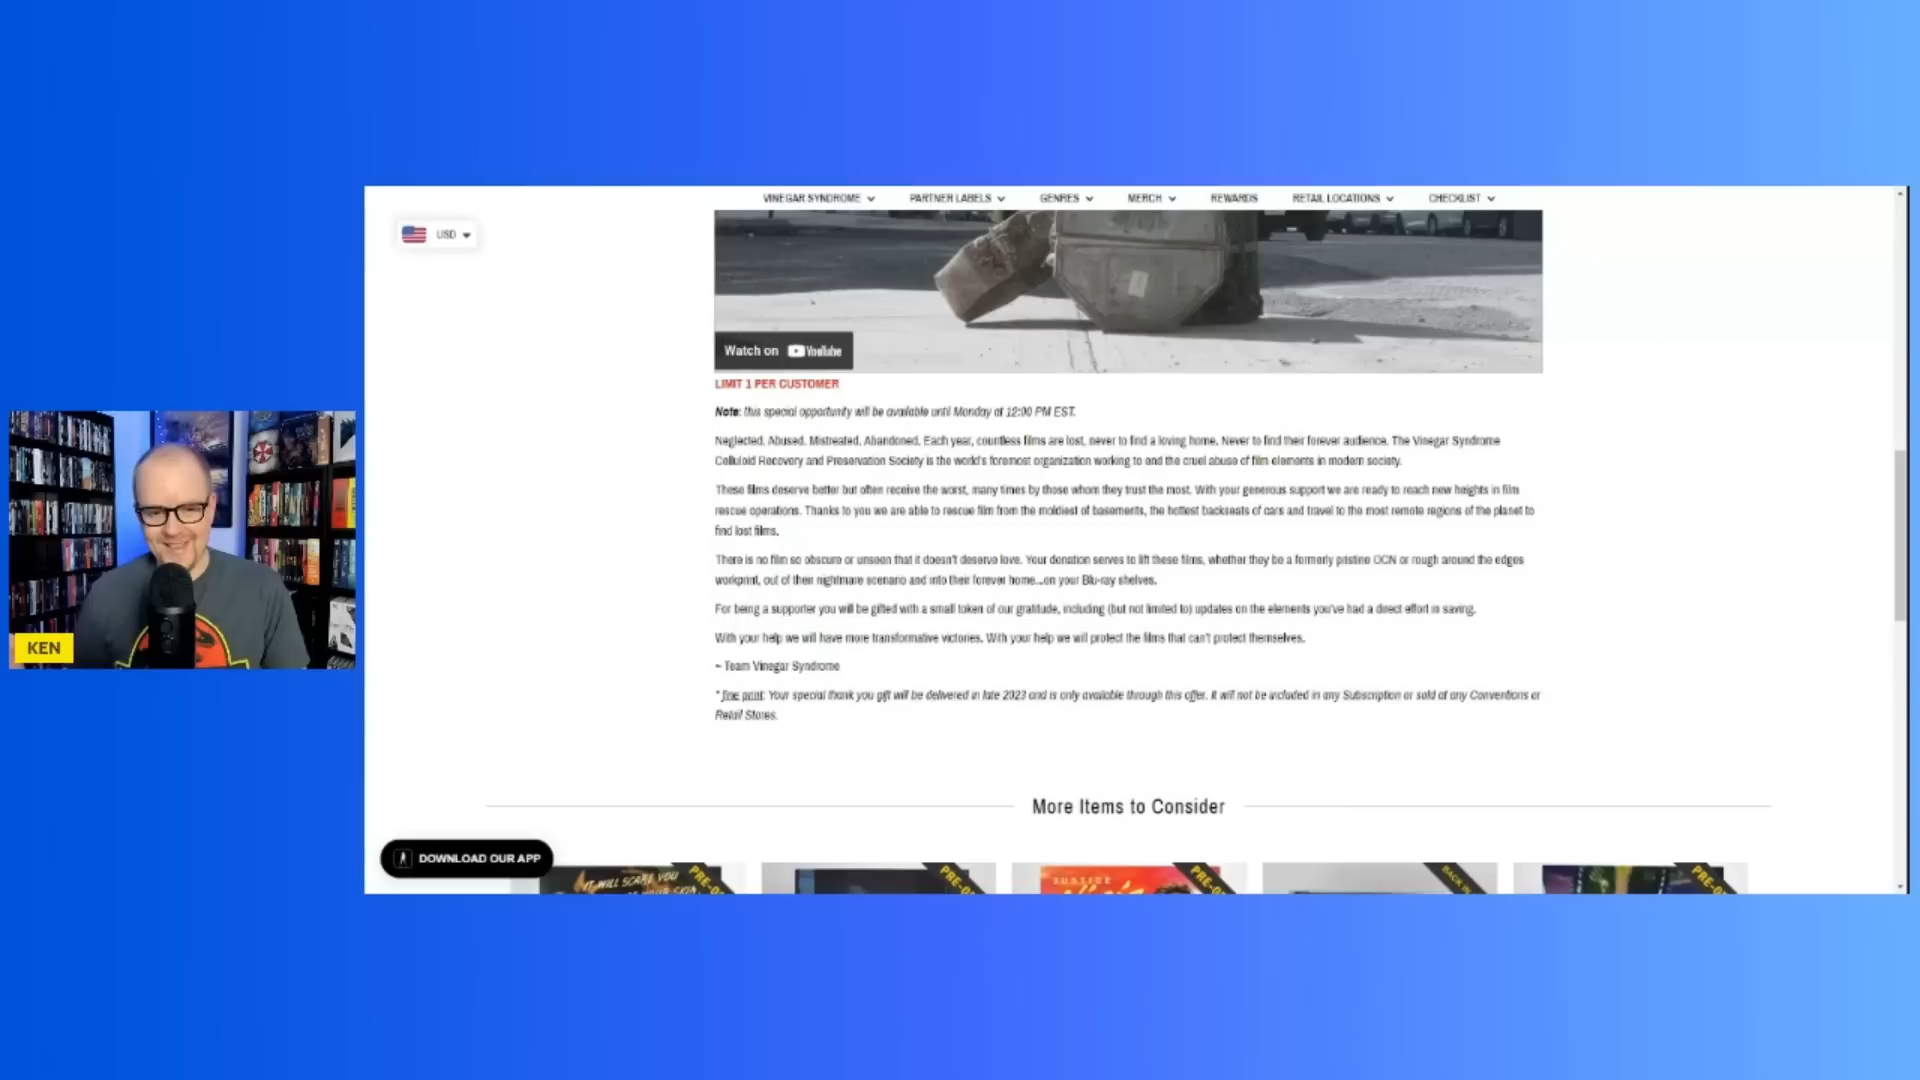 VINEGAR SYNDROME PARTNER LABELS GENRES MERCH REWARDS RETAIL LOCATIONS CHECKLIST
USD
Watch on YouTube
LIMIT 1 PER CUSTOMER
Note: this special opportunity will be available until Monday at 12:00 PM EST.
Neglected. Abused. Mistreated. Abandoned. Each year, countless films are lost, never to find a loving home. Never to find their forever audience. The Vinegar Syndrome
Celluloid Recovery and Preservation Society is the world's foremost organization working to end the cruel abuse of film elements in modern society.
These films deserve better but often receive the worst, many times by those whom they trust the most. With your generous support we are ready to reach new heights in film
rescue operations. Thanks to you we are able to rescue film from the moldiest of basements, the hottest backseats of cars and travel to the most remote regions of the planet to
find lost films.
There is no film so obscure or unseen that it doesn't deserve love. Your donation serves to lift these films, whether they be a formerly pristine OCN or rough around the edges
workprint, out of their nightmare scenario and into their forever home...on your Blu-ray shelves.
For being a supporter you will be gifted with a small token of our gratitude, including (but not limited to) updates on the elements you've had a direct effort in saving.
With your help we will have more transformative victories. With your help we will protect the films that can't protect themselves.
~ Team Vinegar Syndrome
* fine print: Your special thank you gift will be delivered in late 2023 and is only available through this offer. It will not be included in any Subscription or sold at any Conventions or
Retail Stores.
KEN
More Items to Consider
DOWNLOAD OUR APP
IT WILL SCARE YOU
PRE-O
PRE-O
JUSTICE
PRE-O
BACK IN
PRE-O